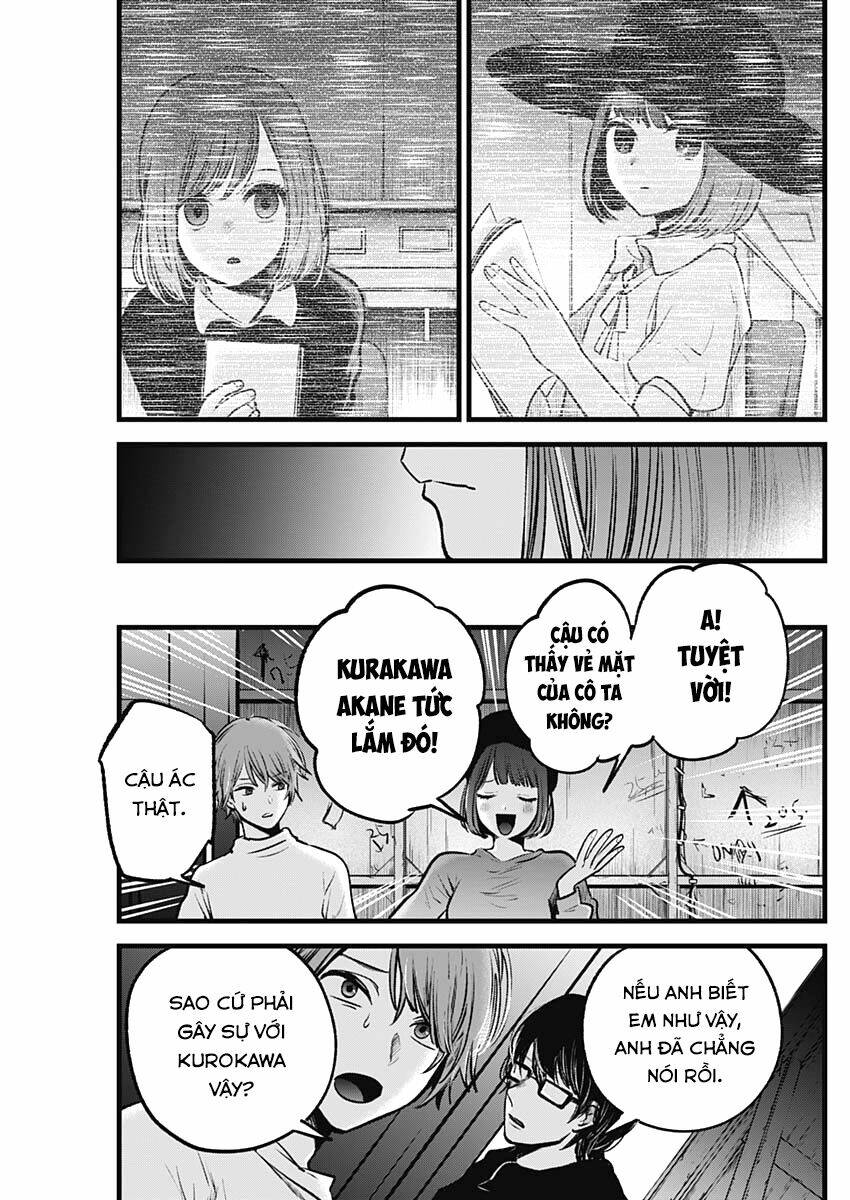 A!
TUYỆT
VỜI!
CẬU CÓ
THẤY VẺ MẶT
CỦA CÔ TA
KHÔNG?
KURAKAWA
AKANE TỨC
LẮM ĐÓ!
CẬU ÁC
THẬT.
NẾU ANH BIẾT
EM NHƯ VẬY,
ANH ĐÃ CHẲNG
NÓI RỒI.
SAO CỨ PHẢI
GÂY SỰ VỚI
KUROKAWA
VẬY?